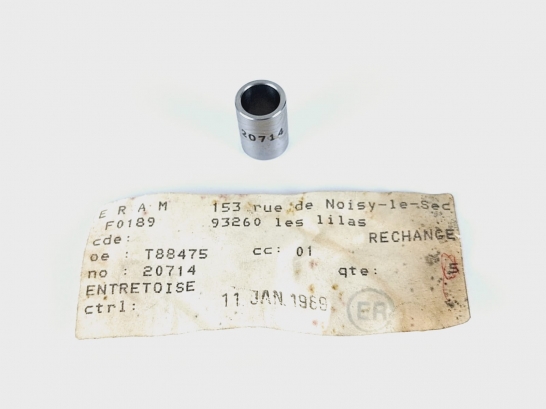 20714
E R A M 153 rue de Noisy-le-Sec
F0189 93260 les lilas
cde: RECHANGE
oe : T88475 cc: 01
no : 20714 qte:
ENTRETOISE
ctrl: 11 JAN. 1989
ER